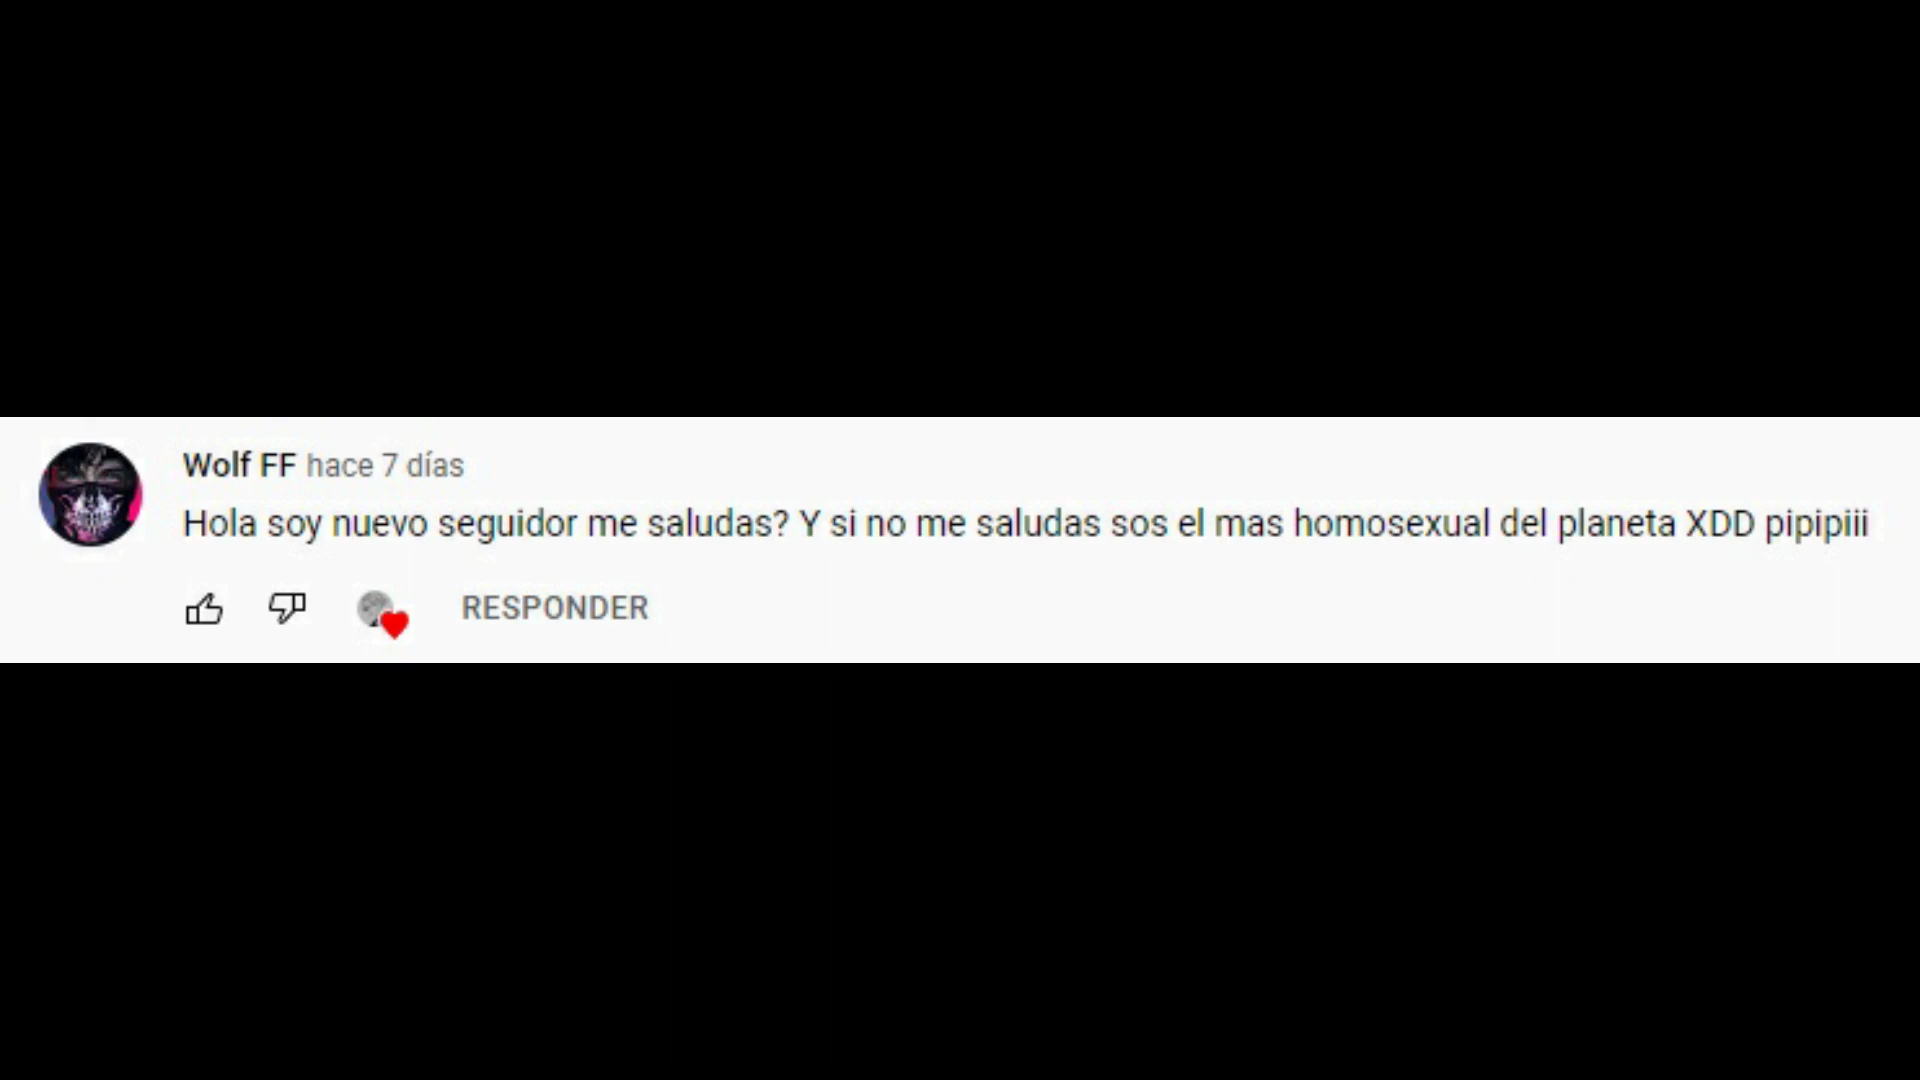 Wolf FF hace 7 días
Hola soy nuevo seguidor me saludas? Y si no me saludas sos el mas homosexual del planeta XDD pipipiii
RESPONDER